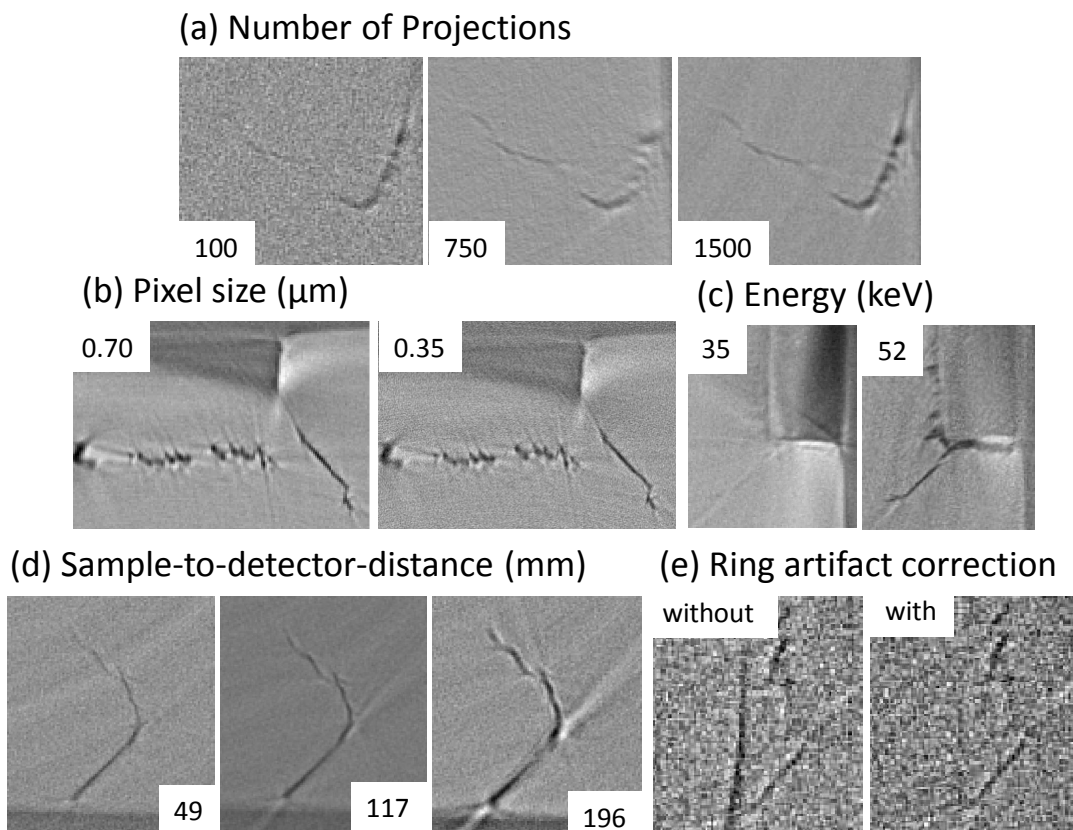 (a) Number of Projections
100
750
1500
(b) Pixel size (μm)
0.70
0.35
(c) Energy (keV)
35
52
(d) Sample-to-detector-distance (mm)
49
117
196
(e) Ring artifact correction
without
with